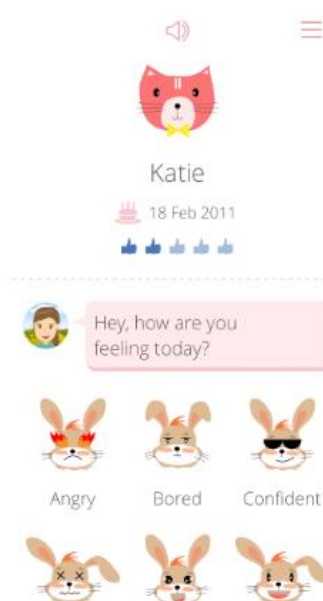 Katie
18 Feb 2011
Hey, how are you
feeling today?
Angry
Bored
Confident